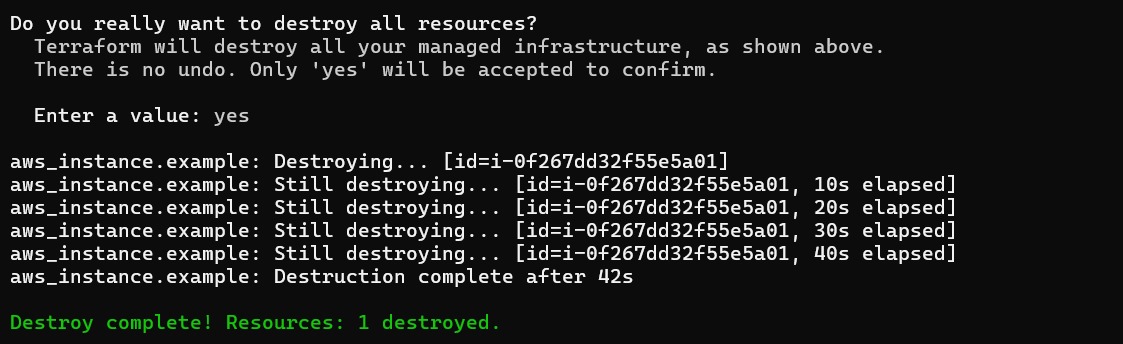 Do you really want to destroy all resources?
Terraform will destroy all your managed infrastructure, as shown above.
There is no undo. Only 'yes' will be accepted to confirm.
Enter a value: yes
aws_instance.example: Destroying... [id=i-0f267dd32f55e5a01]
aws_instance.example: Still destroying... [id=i-0f267dd32f55e5a01, 10s elapsed]
aws_instance.example: Still destroying... [id=i-0f267dd32f55e5a01, 20s elapsed]
aws_instance.example: Still destroying... [id=i-0f267dd32f55e5a01, 30s elapsed]
aws_instance.example: Still destroying... [id=i-0f267dd32f55e5a01, 40s elapsed]
aws_instance.example: Destruction complete after 42s
Destroy complete! Resources: 1 destroyed.